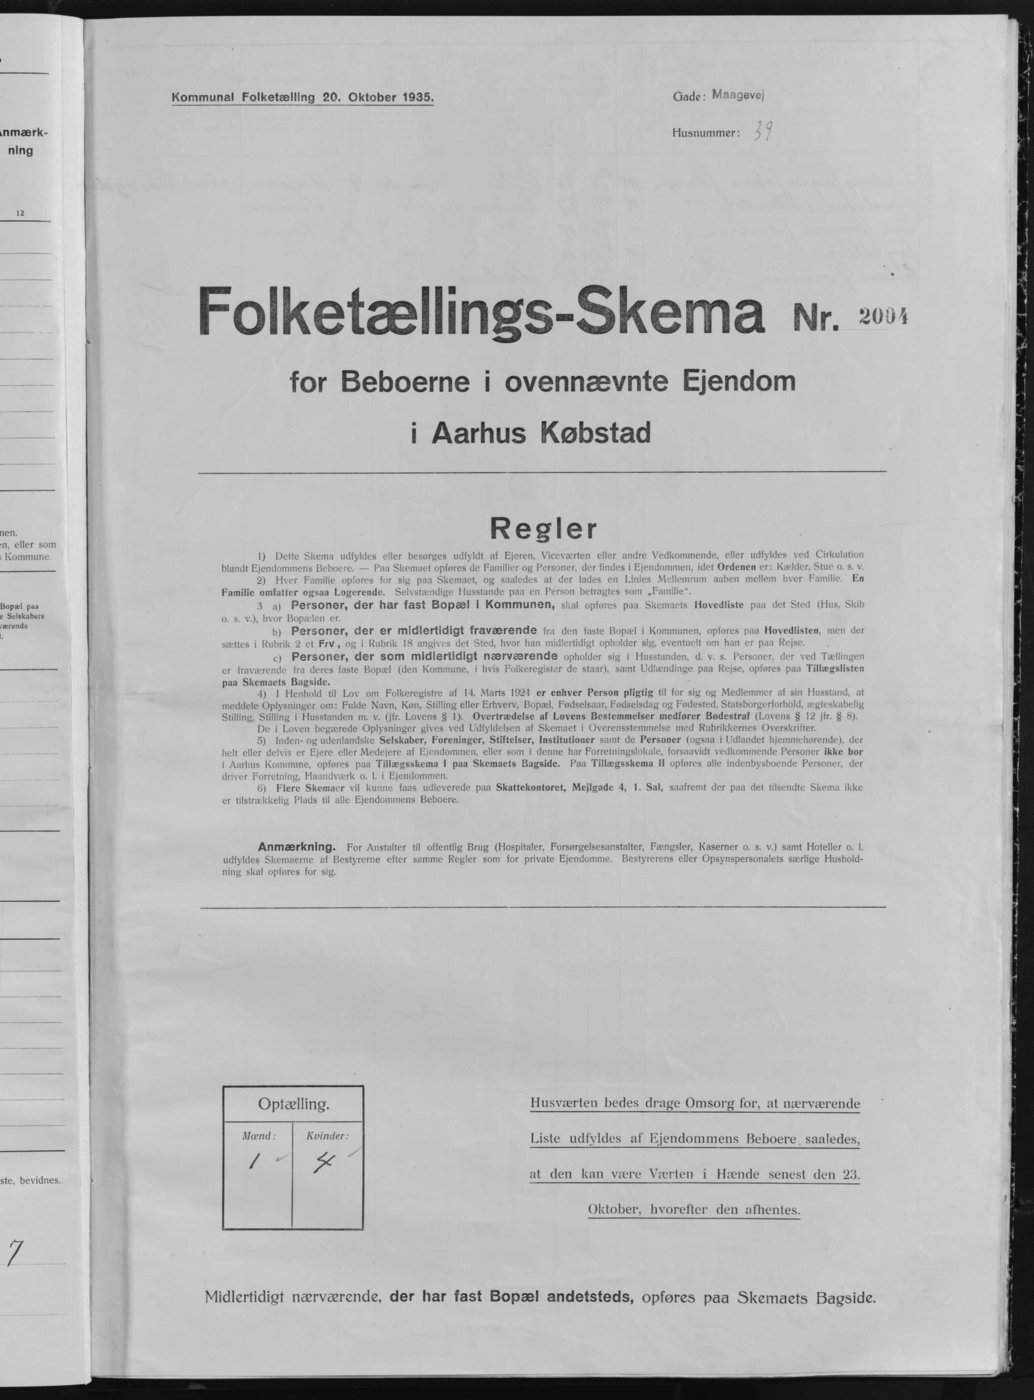 nmærk-
ning
12
nen.
en, eller som
i Kommune.
Bopæl paa
e Selskabers
værende
ste, bevidnes.
7
Kommunal Folketælling 20. Oktober 1935.
Gade: Maagevej
Husnummer: 39
Folketællings-Skema Nr. 2004
for Beboerne i ovennævnte Ejendom
i Aarhus Købstad
Regler
1) Dette Skema udfyldes eller besørges udfyldt af Ejeren, Viceværten eller andre Vedkommende, eller udfyldes ved Cirkulation
blandt Ejendommens Beboere. — Paa Skemaet opføres de Familier og Personer, der findes i Ejendommen, idet Ordenen er: Kælder, Stue o. s. v.
2) Hver Familie opføres for sig paa Skemaet, og saaledes at der lades en Linies Mellemrum aaben mellem hver Familie. En
Familie omfatter ogsaa Logerende. Selvstændige Husstande paa en Person betragtes som „Familie“.
3 a) Personer, der har fast Bopæl i Kommunen, skal opføres paa Skemaets Hovedliste paa det Sted (Hus, Skib
o. s. v.), hvor Bopælen er.
b) Personer, der er midlertidigt fraværende fra den faste Bopæl i Kommunen, opføres paa Hovedlisten, men der
sættes i Rubrik 2 et Frv, og i Rubrik 18 angives det Sted, hvor han midlertidigt opholder sig, eventuelt om han er paa Rejse.
c) Personer, der som midlertidigt nærværende opholder sig i Husstanden, d. v. s. Personer, der ved Tællingen
er fraværende fra deres faste Bopæl (den Kommune, i hvis Folkeregister de staar), samt Udlændinge paa Rejse, opføres paa Tillægslisten
paa Skemaets Bagside.
4) I Henhold til Lov om Folkeregistre af 14. Marts 1924 er enhver Person pligtig til for sig og Medlemmer af sin Husstand, at
meddele Oplysninger om: Fulde Navn, Køn, Stilling eller Erhverv, Bopæl, Fødselsaar, Fødselsdag og Fødested, Statsborgerforhold, ægteskabelig
Stilling, Stilling i Husstanden m. v. (jfr. Lovens § 1). Overtrædelse af Lovens Bestemmelser medfører Bødestraf (Lovens § 12 jfr. § 8).
De i Loven begærede Oplysninger gives ved Udfyldelsen af Skemaet i Overensstemmelse med Rubrikkernes Overskrifter.
5) Inden- og udenlandske Selskaber, Foreninger, Stiftelser, Institutioner samt de Personer (ogsaa i Udlandet hjemmehørende), der
helt eller delvis er Ejere eller Medejere af Ejendommen, eller som i denne har Forretningslokale, forsaavidt vedkommende Personer ikke bor
i Aarhus Kommune, opføres paa Tillægsskema I paa Skemaets Bagside. Paa Tillægsskema II opføres alle indenbysboende Personer, der
driver Forretning, Haandværk o. l. i Ejendommen.
6) Flere Skemaer vil kunne faas udleverede paa Skattekontoret, Mejlgade 4, 1. Sal, saafremt der paa det tilsendte Skema ikke
er tilstrækkelig Plads til alle Ejendommens Beboere.
Anmærkning. For Anstalter til offentlig Brug (Hospitaler, Forsørgelsesanstalter, Fængsler, Kaserner o. s. v.) samt Hoteller o. l.
udfyldes Skemaerne af Bestyrerne efter samme Regler som for private Ejendomme. Bestyrerens eller Opsynspersonalets særlige Hushold-
ning skal opføres for sig.
Optælling.
Mænd: Kvinder:
1 4
Husværten bedes drage Omsorg for, at nærværende
Liste udfyldes af Ejendommens Beboere saaledes,
at den kan være Værten i Hænde senest den 23.
Oktober, hvorefter den afhentes.
Midlertidigt nærværende, der har fast Bopæl andetsteds, opføres paa Skemaets Bagside.